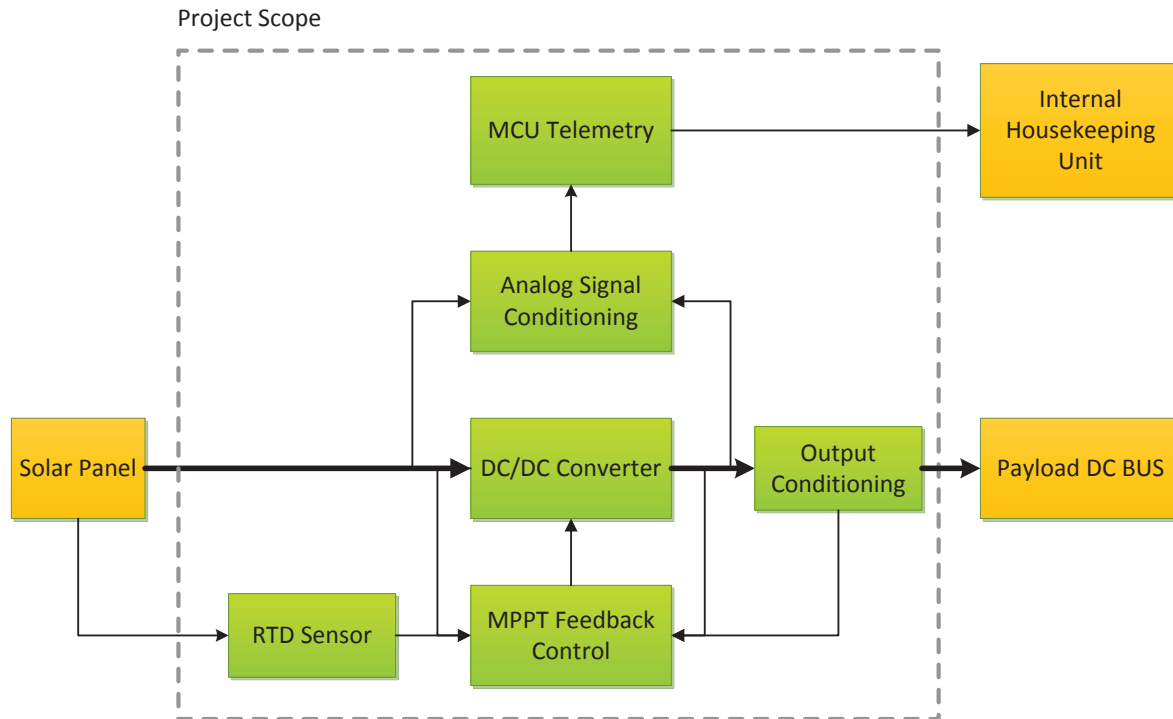 Project Scope
MCU Telemetry
Internal
Housekeeping
Unit
Analog Signal
Conditioning
Solar Panel
DC/DC Converter
Output
Conditioning
Payload DC BUS
RTD Sensor
MPPT Feedback
Control